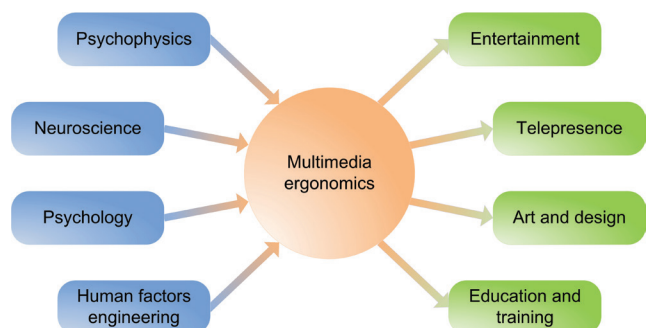 Psychophysics
Neuroscience
Psychology
Human factors
engineering
Multimedia
ergonomics
Entertainment
Telepresence
Art and design
Education and
training